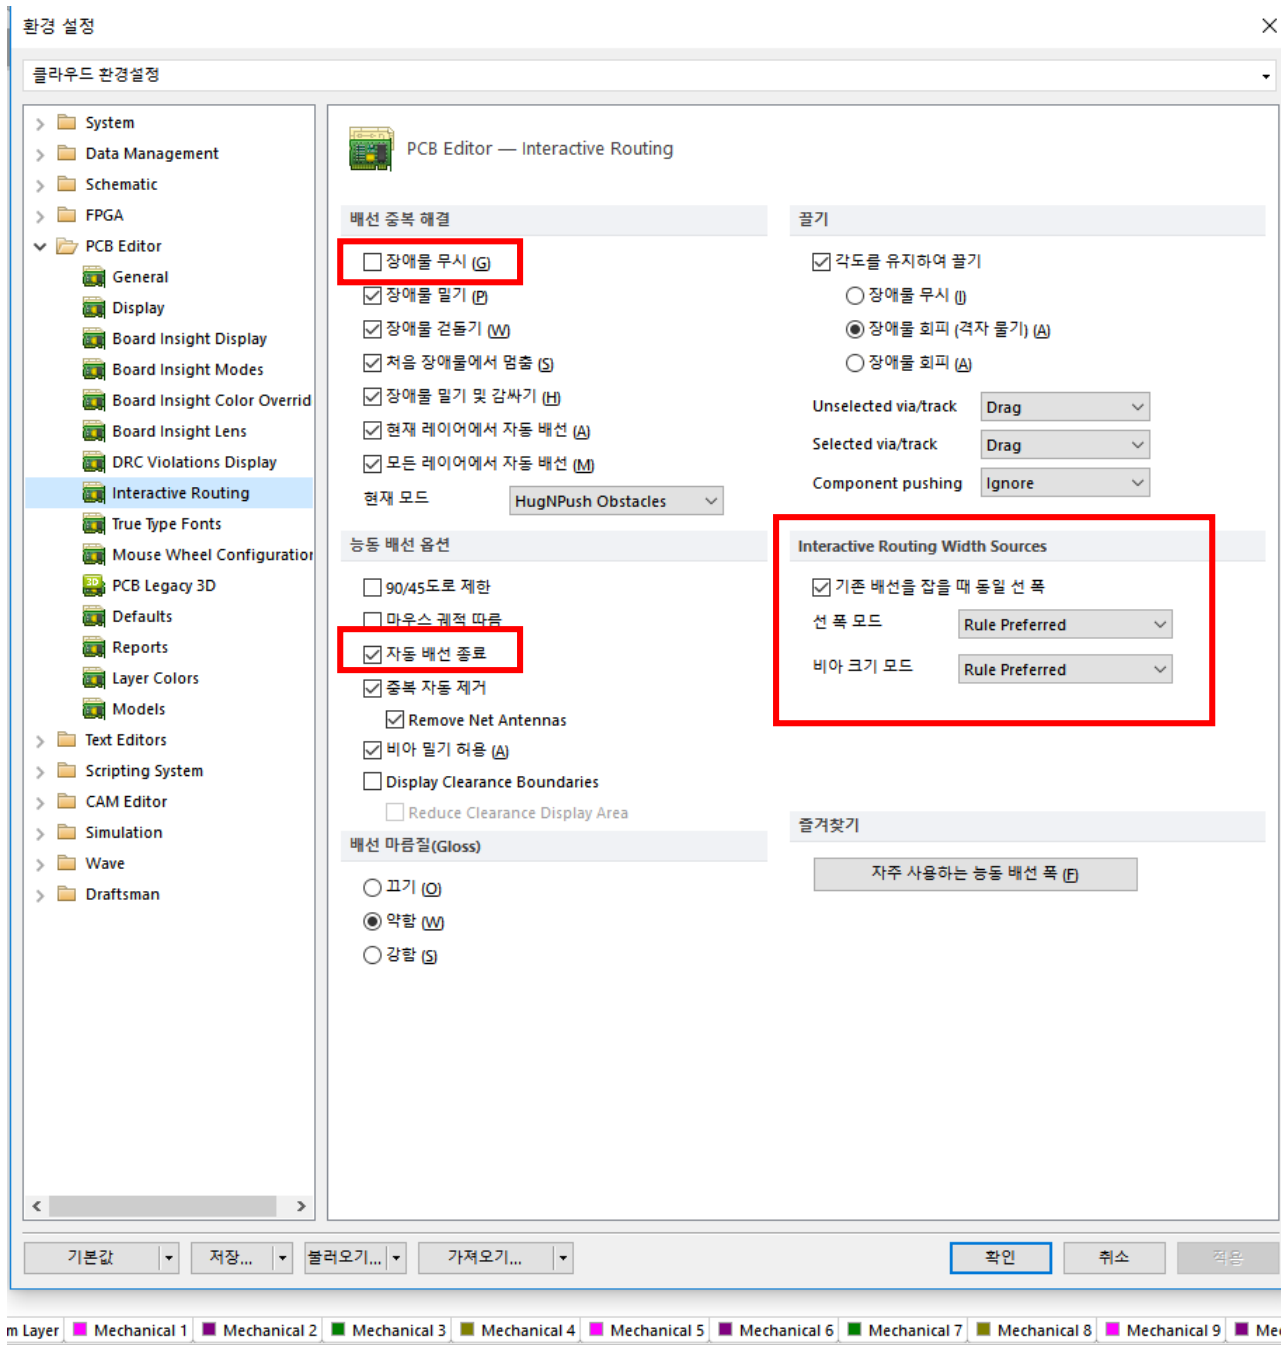 환경 설정
클라우드 환경설정
System
Data Management
Schematic
FPGA
PCB Editor
General
Display
Board Insight Display
Board Insight Modes
Board Insight Color Overrid
Board Insight Lens
DRC Violations Display
Interactive Routing
True Type Fonts
Mouse Wheel Configuration
PCB Legacy 3D
Defaults
Reports
Layer Colors
Models
Text Editors
Scripting System
CAM Editor
Simulation
Wave
Draftsman
PCB Editor — Interactive Routing
배선 중복 해결
장애물 무시 (G)
장애물 밀기 (P)
장애물 걷돌기 (W)
처음 장애물에서 멈춤 (S)
장애물 밀기 및 감싸기 (H)
현재 레이어에서 자동 배선 (A)
모든 레이어에서 자동 배선 (M)
현재 모드 HugNPush Obstacles
능동 배선 옵션
90/45도로 제한
마우스 궤적 따름
자동 배선 종료
중복 자동 제거
Remove Net Antennas
비아 밀기 허용 (A)
Display Clearance Boundaries
Reduce Clearance Display Area
배선 마름질(Gloss)
끄기 (O)
약함 (W)
강함 (S)
끌기
각도를 유지하여 끌기
장애물 무시 (I)
장애물 회피 (격자 물기) (A)
장애물 회피 (A)
Unselected via/track Drag
Selected via/track Drag
Component pushing Ignore
Interactive Routing Width Sources
기존 배선을 잡을 때 동일 선 폭
선 폭 모드 Rule Preferred
비아 크기 모드 Rule Preferred
즐겨찾기
자주 사용하는 능동 배선 폭 (F)
기본값 저장... 불러오기... 가져오기... 확인 취소 적용
m Layer Mechanical 1 Mechanical 2 Mechanical 3 Mechanical 4 Mechanical 5 Mechanical 6 Mechanical 7 Mechanical 8 Mechanical 9 Me